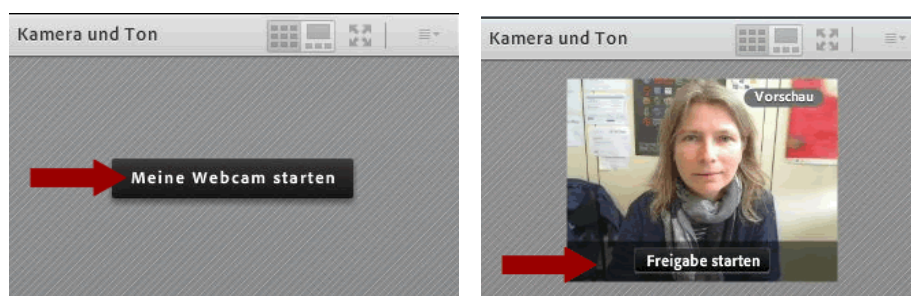 Kamera und Ton
Meine Webcam starten
Kamera und Ton
Vorschau
Freigabe starten